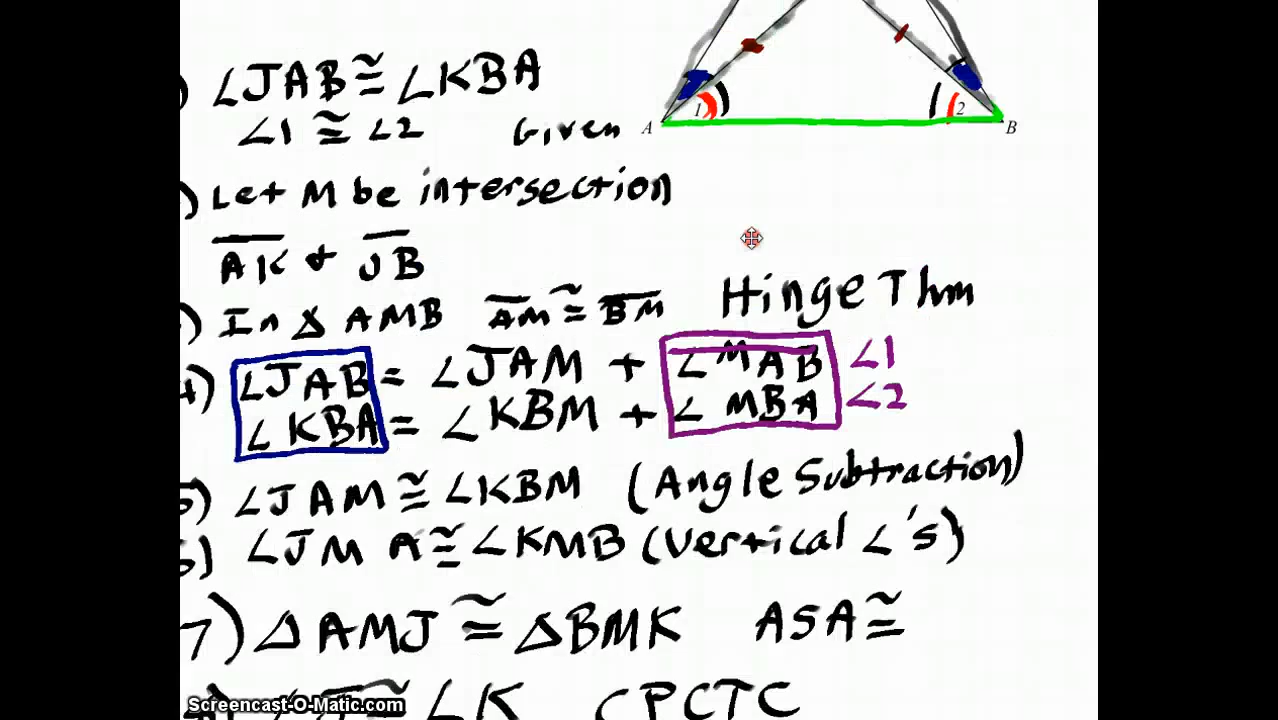 1 2
A B
) ∠JAB ≅ ∠KBA
∠1 ≅ ∠2 Given
) Let M be intersection
AK & JB
) In △ AMB AM ≅ BM Hinge Thm
4) ∠JAB = ∠JAM + ∠MAB ∠1
∠KBA = ∠KBM + ∠MBA ∠2
5) ∠JAM ≅ ∠KBM (Angle Subtraction)
6) ∠JMA ≅ ∠KMB (Vertical ∠'s)
7) △AMJ ≅ △BMK ASA ≅
∠J ≅ ∠K CPCTC
Screencast-O-Matic.com